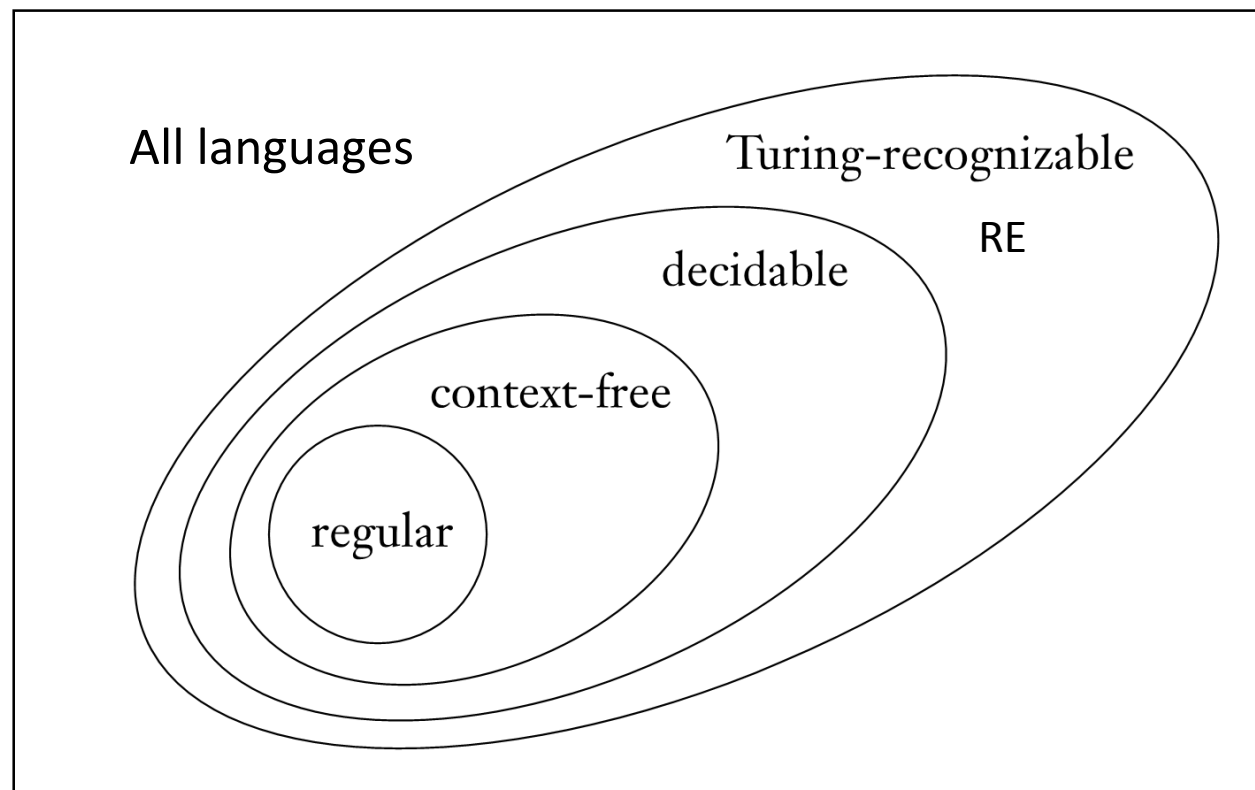 All languages
Turing-recognizable
RE
decidable
context-free
regular